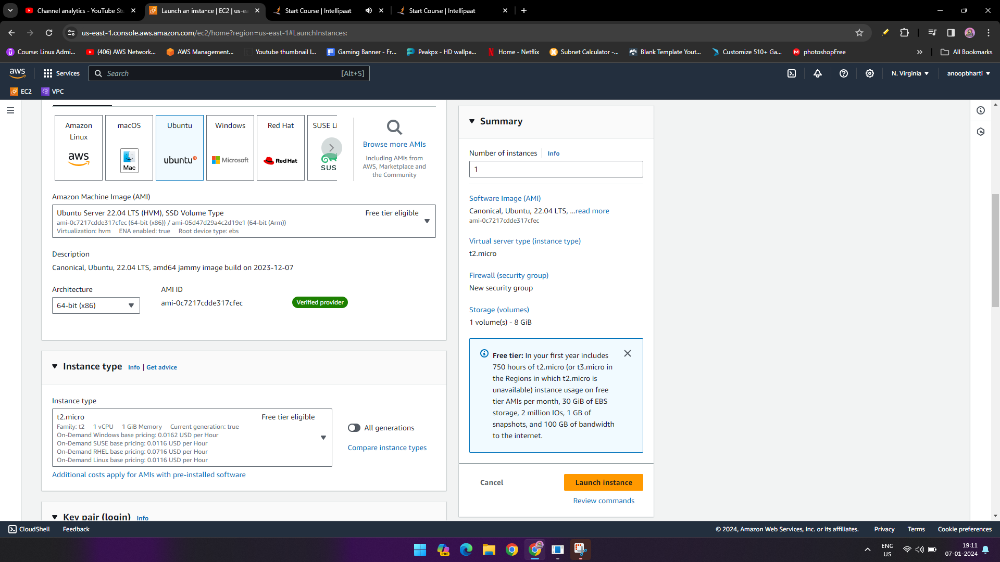 Channel analytics - YouTube Stu
Launch an instance | EC2 | us-ea
Start Course | Intellipaat
Start Course | Intellipaat
us-east-1.console.aws.amazon.com/ec2/home?region=us-east-1#LaunchInstances:
Course: Linux Admi...
(406) AWS Network...
AWS Management...
Youtube thumbnail I...
Gaming Banner - Fr...
Peakpx - HD wallpa...
Home - Netflix
Subnet Calculator -...
Blank Template Yout...
Customize 510+ Ga...
photoshopFree
All Bookmarks
aws
Services
Search
[Alt+S]
N. Virginia
anoopbharti
EC2
VPC
Amazon
Linux
aws
macOS
Mac
Ubuntu
ubuntu
Windows
Microsoft
Red Hat
Red Hat
SUSE Li
SUS
Browse more AMIs
Including AMIs from
AWS, Marketplace and
the Community
Amazon Machine Image (AMI)
Ubuntu Server 22.04 LTS (HVM), SSD Volume Type
Free tier eligible
ami-0c7217cdde317cfec (64-bit (x86)) / ami-05d47d29a4c2d19e1 (64-bit (Arm))
Virtualization: hvm ENA enabled: true Root device type: ebs
Description
Canonical, Ubuntu, 22.04 LTS, amd64 jammy image build on 2023-12-07
Architecture
64-bit (x86)
AMI ID
ami-0c7217cdde317cfec
Verified provider
Instance type Info | Get advice
Instance type
t2.micro
Free tier eligible
Family: t2 1 vCPU 1 GiB Memory Current generation: true
On-Demand Windows base pricing: 0.0162 USD per Hour
On-Demand SUSE base pricing: 0.0116 USD per Hour
On-Demand RHEL base pricing: 0.0716 USD per Hour
On-Demand Linux base pricing: 0.0116 USD per Hour
All generations
Compare instance types
Additional costs apply for AMIs with pre-installed software
Key pair (login) Info
Summary
Number of instances Info
1
Software Image (AMI)
Canonical, Ubuntu, 22.04 LTS, ...read more
ami-0c7217cdde317cfec
Virtual server type (instance type)
t2.micro
Firewall (security group)
New security group
Storage (volumes)
1 volume(s) - 8 GiB
Free tier: In your first year includes
750 hours of t2.micro (or t3.micro in
the Regions in which t2.micro is
unavailable) instance usage on free
tier AMIs per month, 30 GiB of EBS
storage, 2 million IOs, 1 GB of
snapshots, and 100 GB of bandwidth
to the internet.
Cancel
Launch instance
Review commands
CloudShell
Feedback
© 2024, Amazon Web Services, Inc. or its affiliates.
Privacy
Terms
Cookie preferences
PRE
ENG
US
19:11
07-01-2024